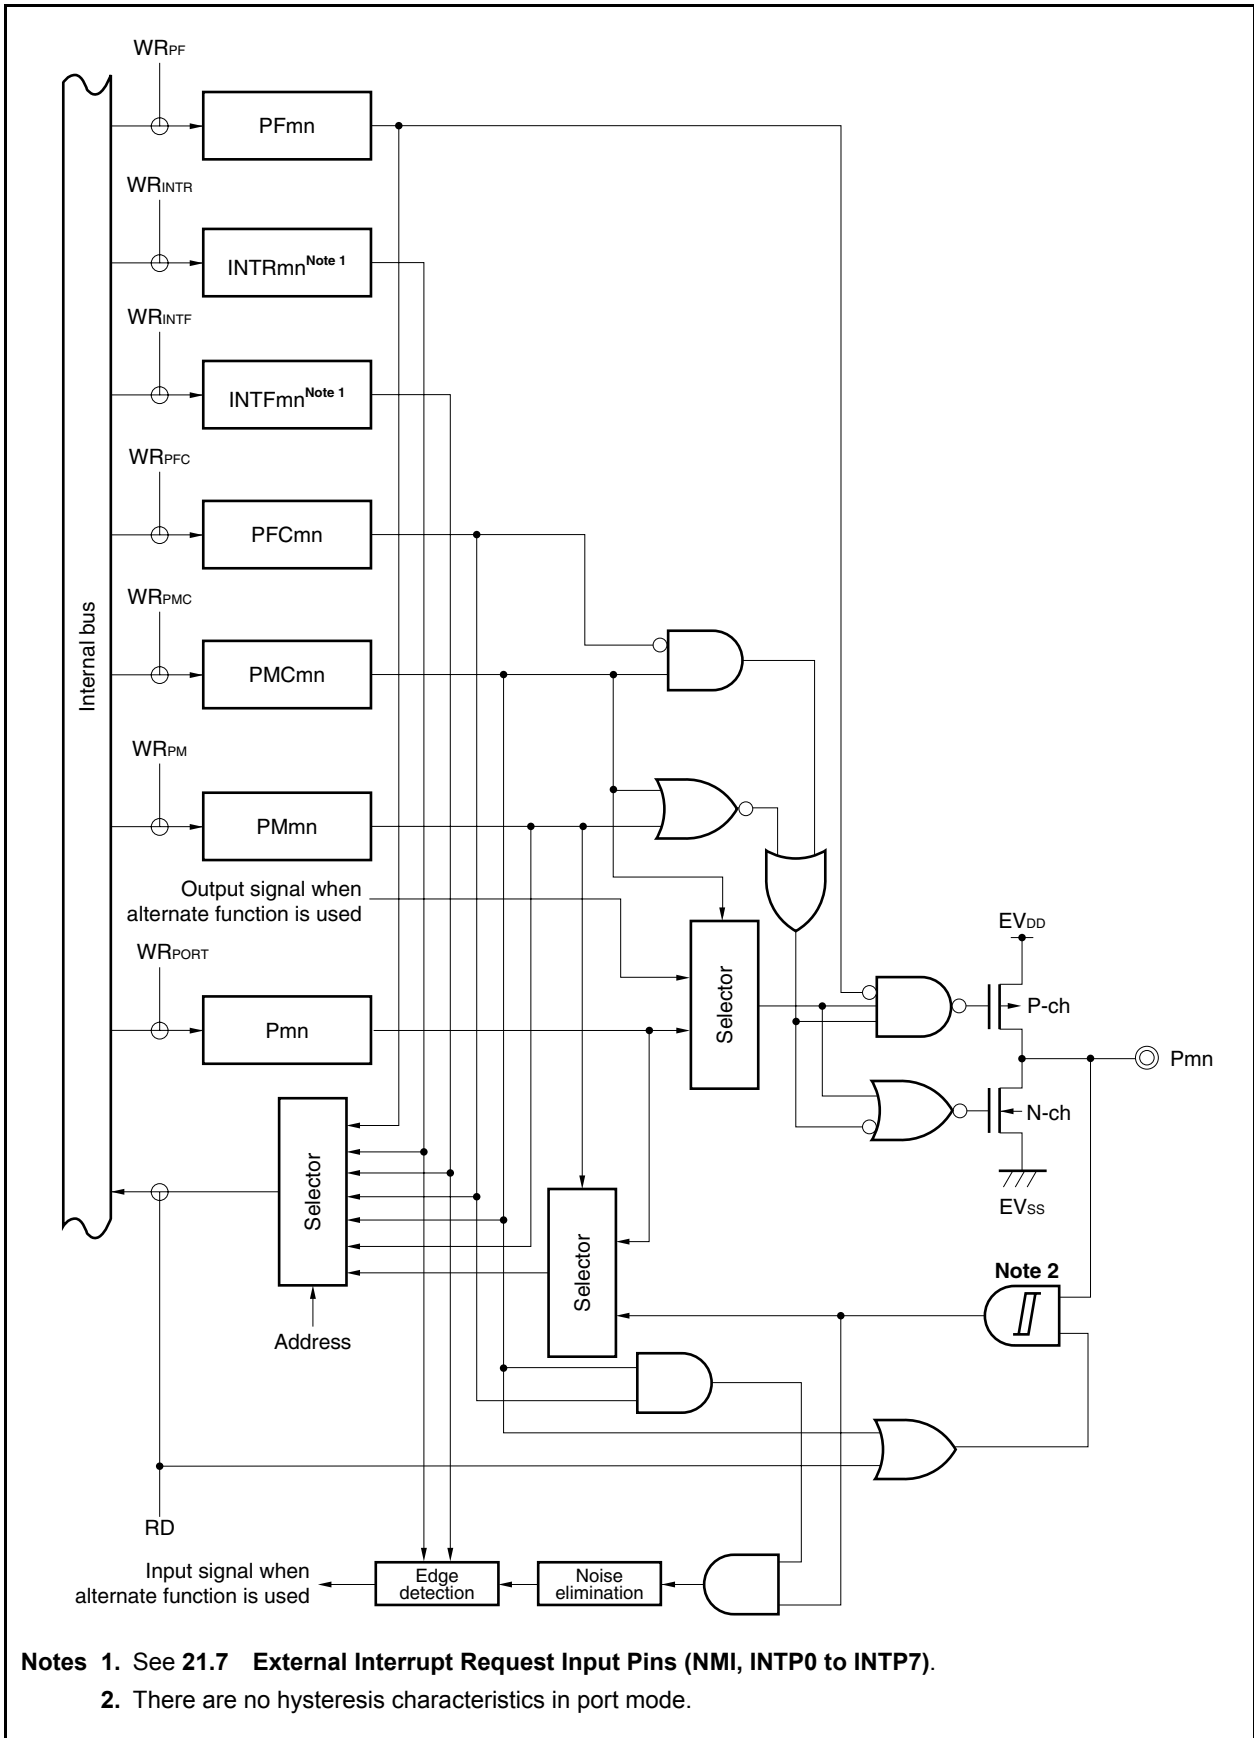 WRPF
PFmn
WRINTR
INTRmnNote 1
WRINTF
INTFmnNote 1
WRPFC
PFCmn
WRPMC
PMCmn
Internal bus
WRPM
PMmn
Output signal when
alternate function is used
WRPORT
Pmn
Selector
EVDD
P-ch
Pmn
N-ch
EVSS
Selector
Selector
Note 2
Address
RD
Input signal when
alternate function is used
Edge
detection
Noise
elimination
Notes 1. See 21.7 External Interrupt Request Input Pins (NMI, INTP0 to INTP7).
2. There are no hysteresis characteristics in port mode.